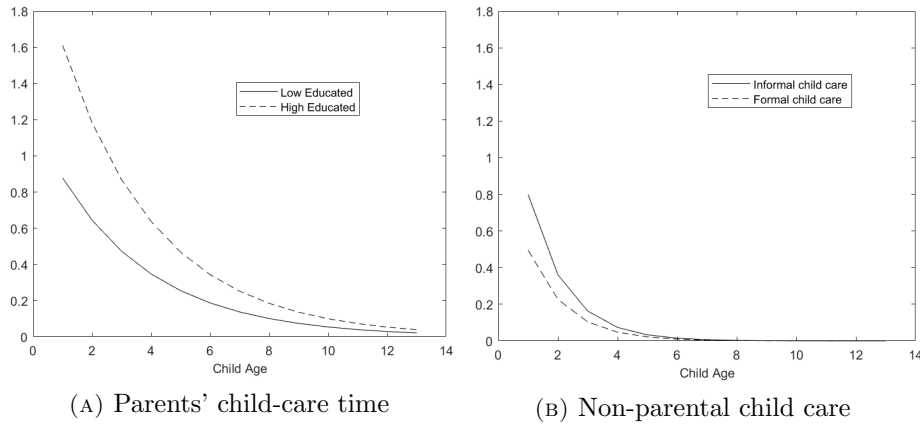 1.8
1.6
1.4
1.2
1
0.8
0.6
0.4
0.2
0
0 2 4 6 8 10 12 14
Child Age
Low Educated
High Educated
(A) Parents' child-care time
1.8
1.6
1.4
1.2
1
0.8
0.6
0.4
0.2
0
0 2 4 6 8 10 12 14
Child Age
Informal child care
Formal child care
(B) Non-parental child care